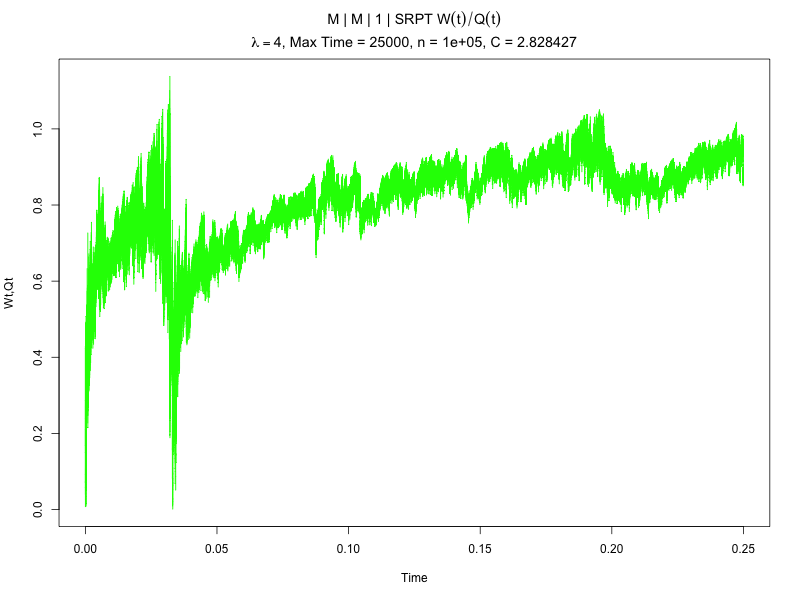 M | M | 1 | SRPT W(t)/Q(t)
λ = 4, Max Time = 25000, n = 1e+05, C = 2.828427
Wt,Qt
1.0
0.8
0.6
0.4
0.2
0.0
0.00 0.05 0.10 0.15 0.20 0.25
Time